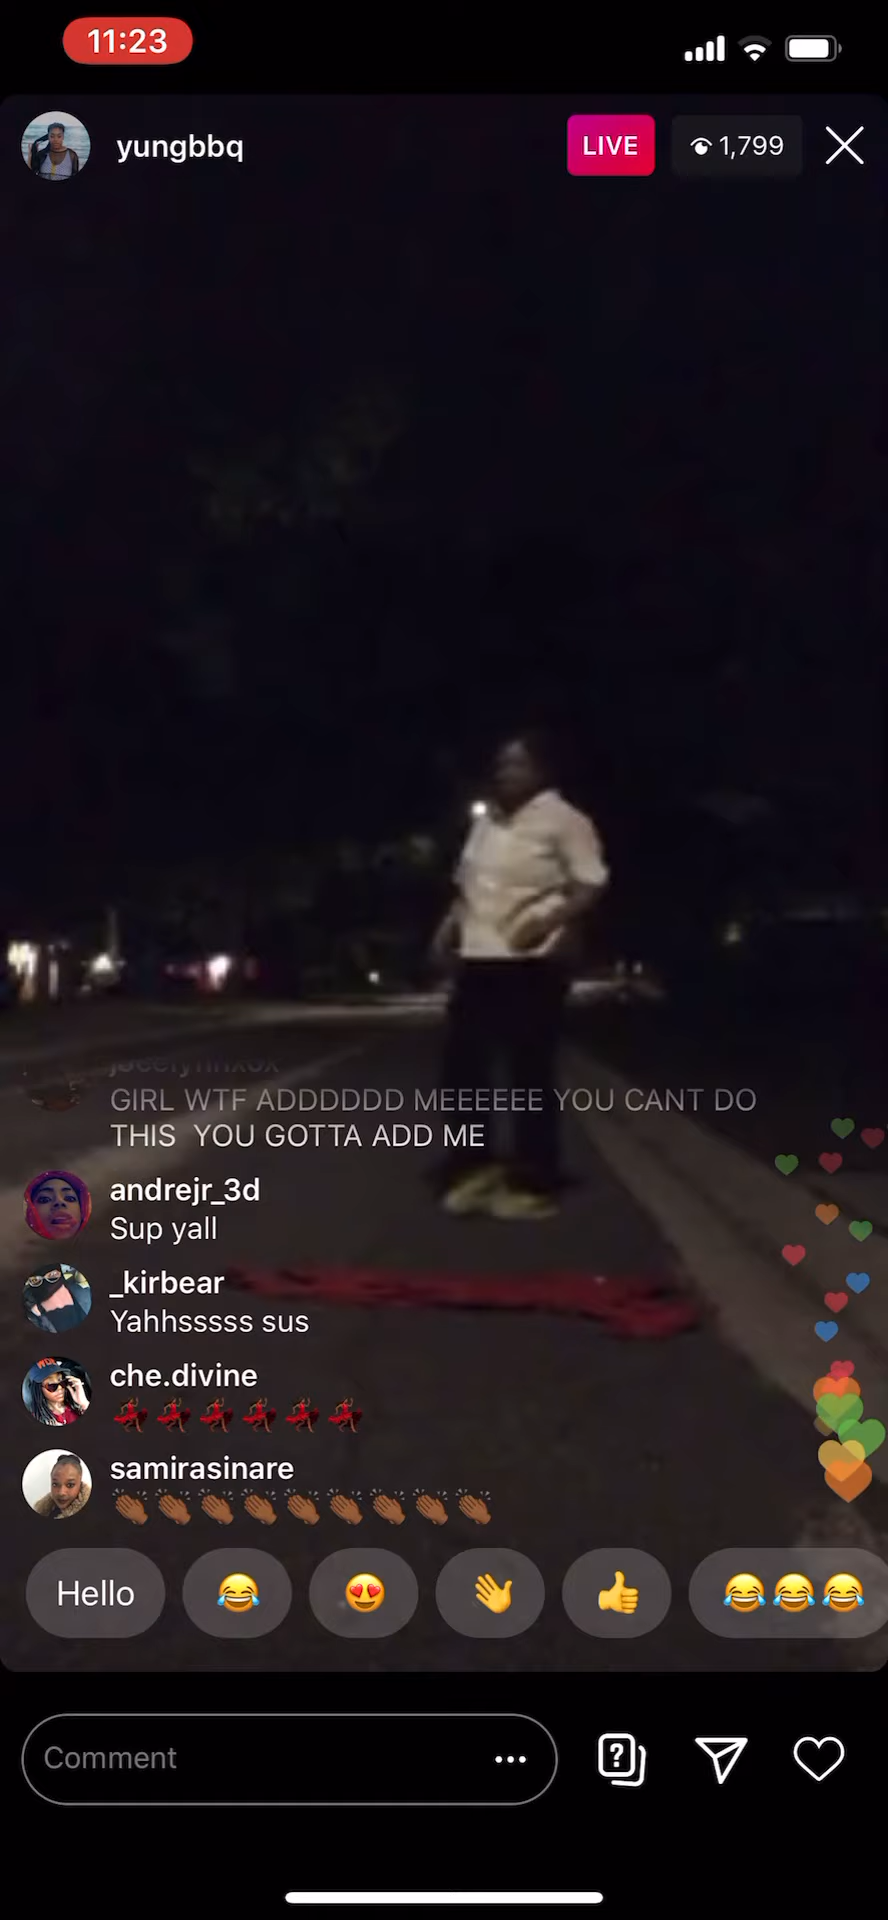 11:23
yungbbq
LIVE
1,799
GIRL WTF ADDDDDD MEEEEEE YOU CANT DO
THIS YOU GOTTA ADD ME
andrejr_3d
Sup yall
_kirbear
Yahhsssss sus
che.divine
💃🏾💃🏾💃🏾💃🏾💃🏾💃🏾
samirasinare
👏🏾👏🏾👏🏾👏🏾👏🏾👏🏾👏🏾👏🏾👏🏾
Hello 😂 😍 👋 👍 😂😂😂
Comment